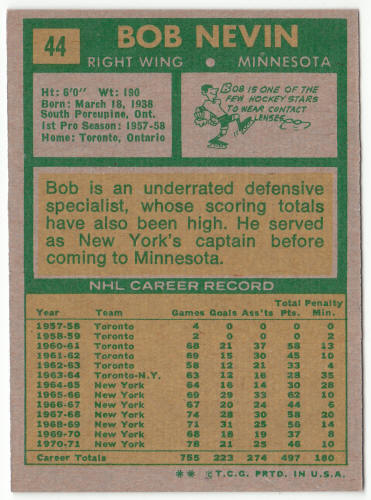 44 BOB NEVIN
RIGHT WING • MINNESOTA
Ht: 6'0" Wt: 190
Born: March 18, 1938
South Porcupine, Ont.
1st Pro Season: 1957-58
Home: Toronto, Ontario
BOB IS ONE OF THE
FEW HOCKEY STARS
TO WEAR CONTACT
LENSES
Bob is an underrated defensive
specialist, whose scoring totals
have also been high. He served
as New York's captain before
coming to Minnesota.
NHL CAREER RECORD
Year Team Games Goals Ass'ts Total Pts. Penalty Min.
1957-58 Toronto 4 0 0 0 0
1958-59 Toronto 2 0 0 0 2
1960-61 Toronto 68 21 37 58 13
1961-62 Toronto 69 15 30 45 10
1962-63 Toronto 58 12 21 33 4
1963-64 Toronto-N.Y. 63 12 16 28 35
1964-65 New York 64 16 14 30 28
1965-66 New York 69 29 33 62 10
1966-67 New York 67 20 24 44 6
1967-68 New York 74 28 30 58 20
1968-69 New York 71 31 25 56 14
1969-70 New York 68 18 19 37 8
1970-71 New York 78 21 25 46 10
Career Totals 755 223 274 497 160
** © T.C.G. PRTD. IN U.S.A.